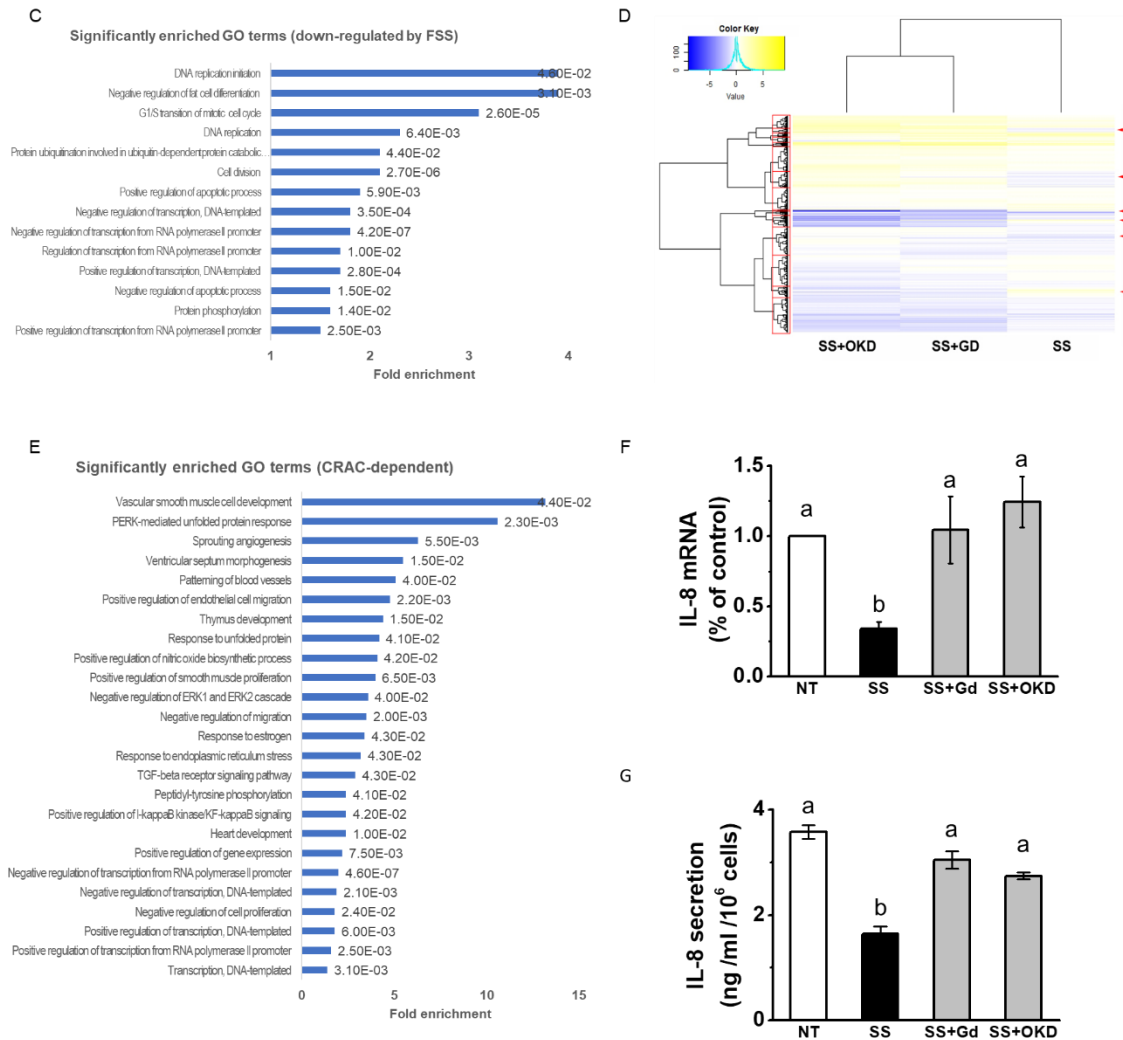 C
Significantly enriched GO terms (down-regulated by FSS)
DNA replication initiation 4.60E-02
Negative regulation of fat cell differentiation 3.10E-03
G1/S transition of mitotic cell cycle 2.60E-05
DNA replication 6.40E-03
Protein ubiquitination involved in ubiquitin-dependent protein catabolic... 4.40E-02
Cell division 2.70E-06
Positive regulation of apoptotic process 5.90E-03
Negative regulation of transcription, DNA-templated 3.50E-04
Negative regulation of transcription from RNA polymerase II promoter 4.20E-07
Regulation of transcription from RNA polymerase II promoter 1.00E-02
Positive regulation of transcription, DNA-templated 2.80E-04
Negative regulation of apoptotic process 1.50E-02
Protein phosphorylation 1.40E-02
Positive regulation of transcription from RNA polymerase II promoter 2.50E-03
1 2 3 4
Fold enrichment
D
Color Key
0 100
-5 0 5
Value
SS+OKD SS+GD SS
E
Significantly enriched GO terms (CRAC-dependent)
Vascular smooth muscle cell development 4.40E-02
PERK-mediated unfolded protein response 2.30E-03
Sprouting angiogenesis 5.50E-03
Ventricular septum morphogenesis 1.50E-02
Patterning of blood vessels 4.00E-02
Positive regulation of endothelial cell migration 2.20E-03
Thymus development 1.50E-02
Response to unfolded protein 4.10E-02
Positive regulation of nitric oxide biosynthetic process 4.20E-02
Positive regulation of smooth muscle proliferation 6.50E-03
Negative regulation of ERK1 and ERK2 cascade 4.00E-02
Negative regulation of migration 2.00E-03
Response to estrogen 4.30E-02
Response to endoplasmic reticulum stress 4.30E-02
TGF-beta receptor signaling pathway 4.30E-02
Peptidyl-tyrosine phosphorylation 4.10E-02
Positive regulation of I-kappaB kinase/KF-kappaB signaling 4.20E-02
Heart development 1.00E-02
Positive regulation of gene expression 7.50E-03
Negative regulation of transcription from RNA polymerase II promoter 4.60E-07
Negative regulation of transcription, DNA-templated 2.10E-03
Negative regulation of cell proliferation 2.40E-02
Positive regulation of transcription, DNA-templated 6.00E-03
Positive regulation of transcription from RNA polymerase II promoter 2.50E-03
Transcription, DNA-templated 3.10E-03
0 5 10 15
Fold enrichment
F
IL-8 mRNA
(% of control)
1.5
1.0
0.5
0.0
a b a a
NT SS SS+Gd SS+OKD
G
IL-8 secretion
(ng /ml /10⁶ cells)
4
2
0
a b a a
NT SS SS+Gd SS+OKD